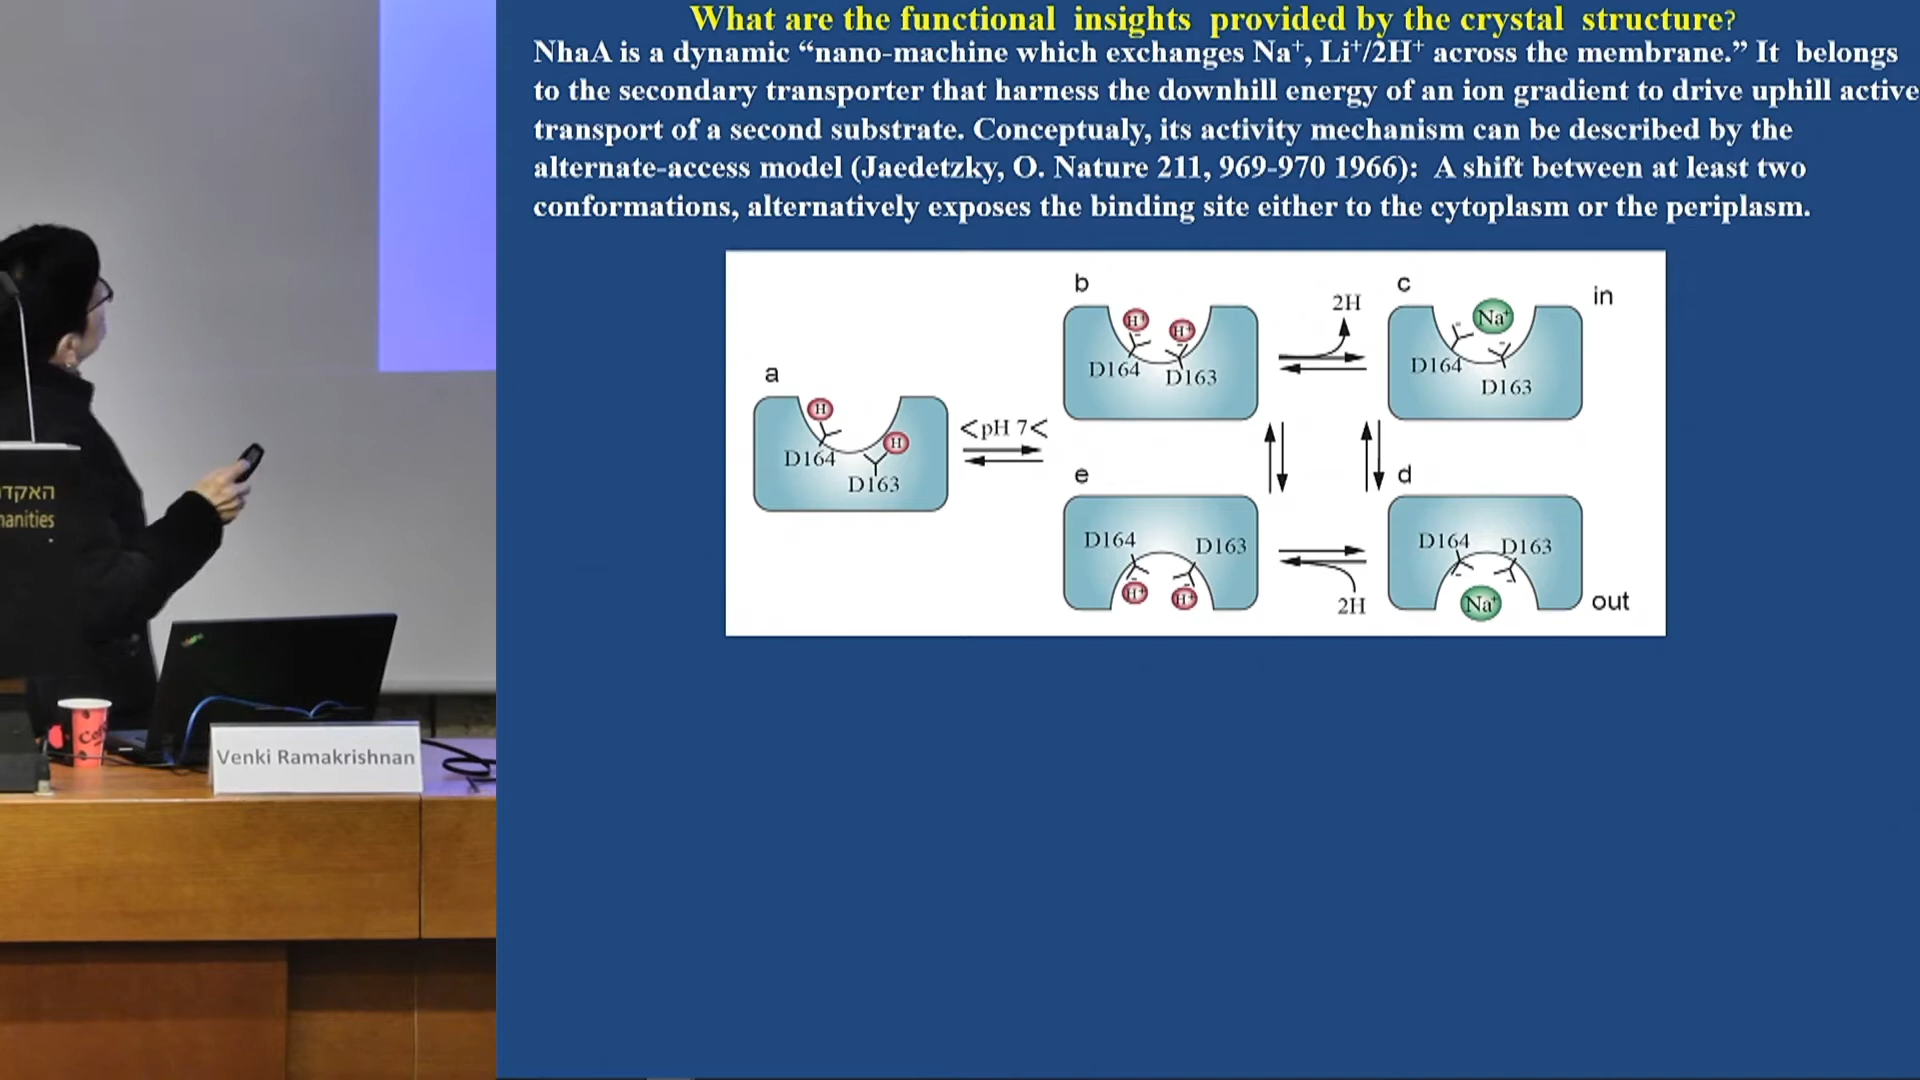 What are the functional insights provided by the crystal structure?
NhaA is a dynamic “nano-machine which exchanges Na⁺, Li⁺/2H⁺ across the membrane.” It belongs
to the secondary transporter that harness the downhill energy of an ion gradient to drive uphill active
transport of a second substrate. Conceptualy, its activity mechanism can be described by the
alternate-access model (Jaedetzky, O. Nature 211, 969-970 1966): A shift between at least two
conformations, alternatively exposes the binding site either to the cytoplasm or the periplasm.
a
H
H
D164
D163
<pH 7<
b
H⁺
H⁺
D164
D163
2H
c
Na⁺
D164
D163
in
e
D164
D163
H⁺
H⁺
2H
d
D164
D163
Na⁺
out
Venki Ramakrishnan